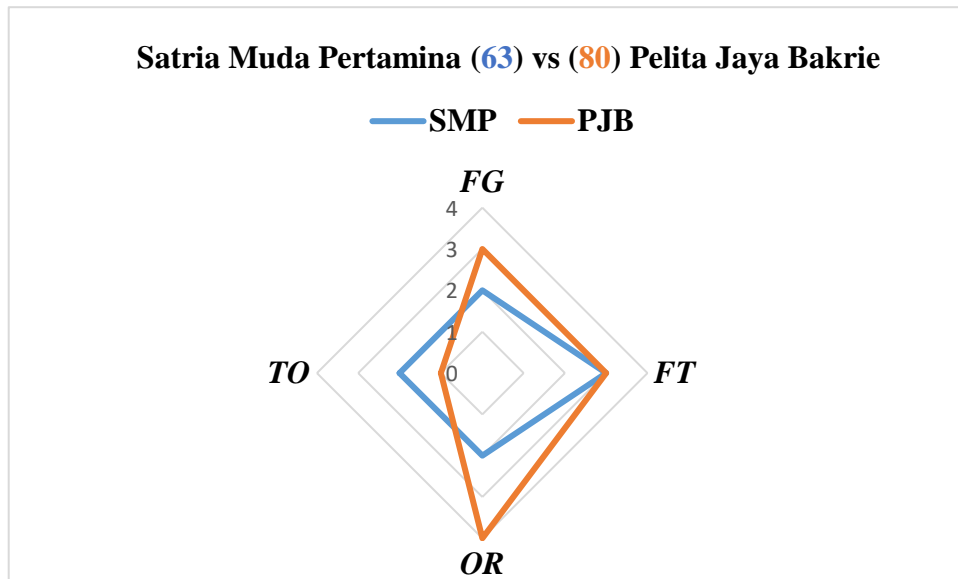 Satria Muda Pertamina (63) vs (80) Pelita Jaya Bakrie
SMP PJB
FG
4
3
2
1
TO 0 FT
OR